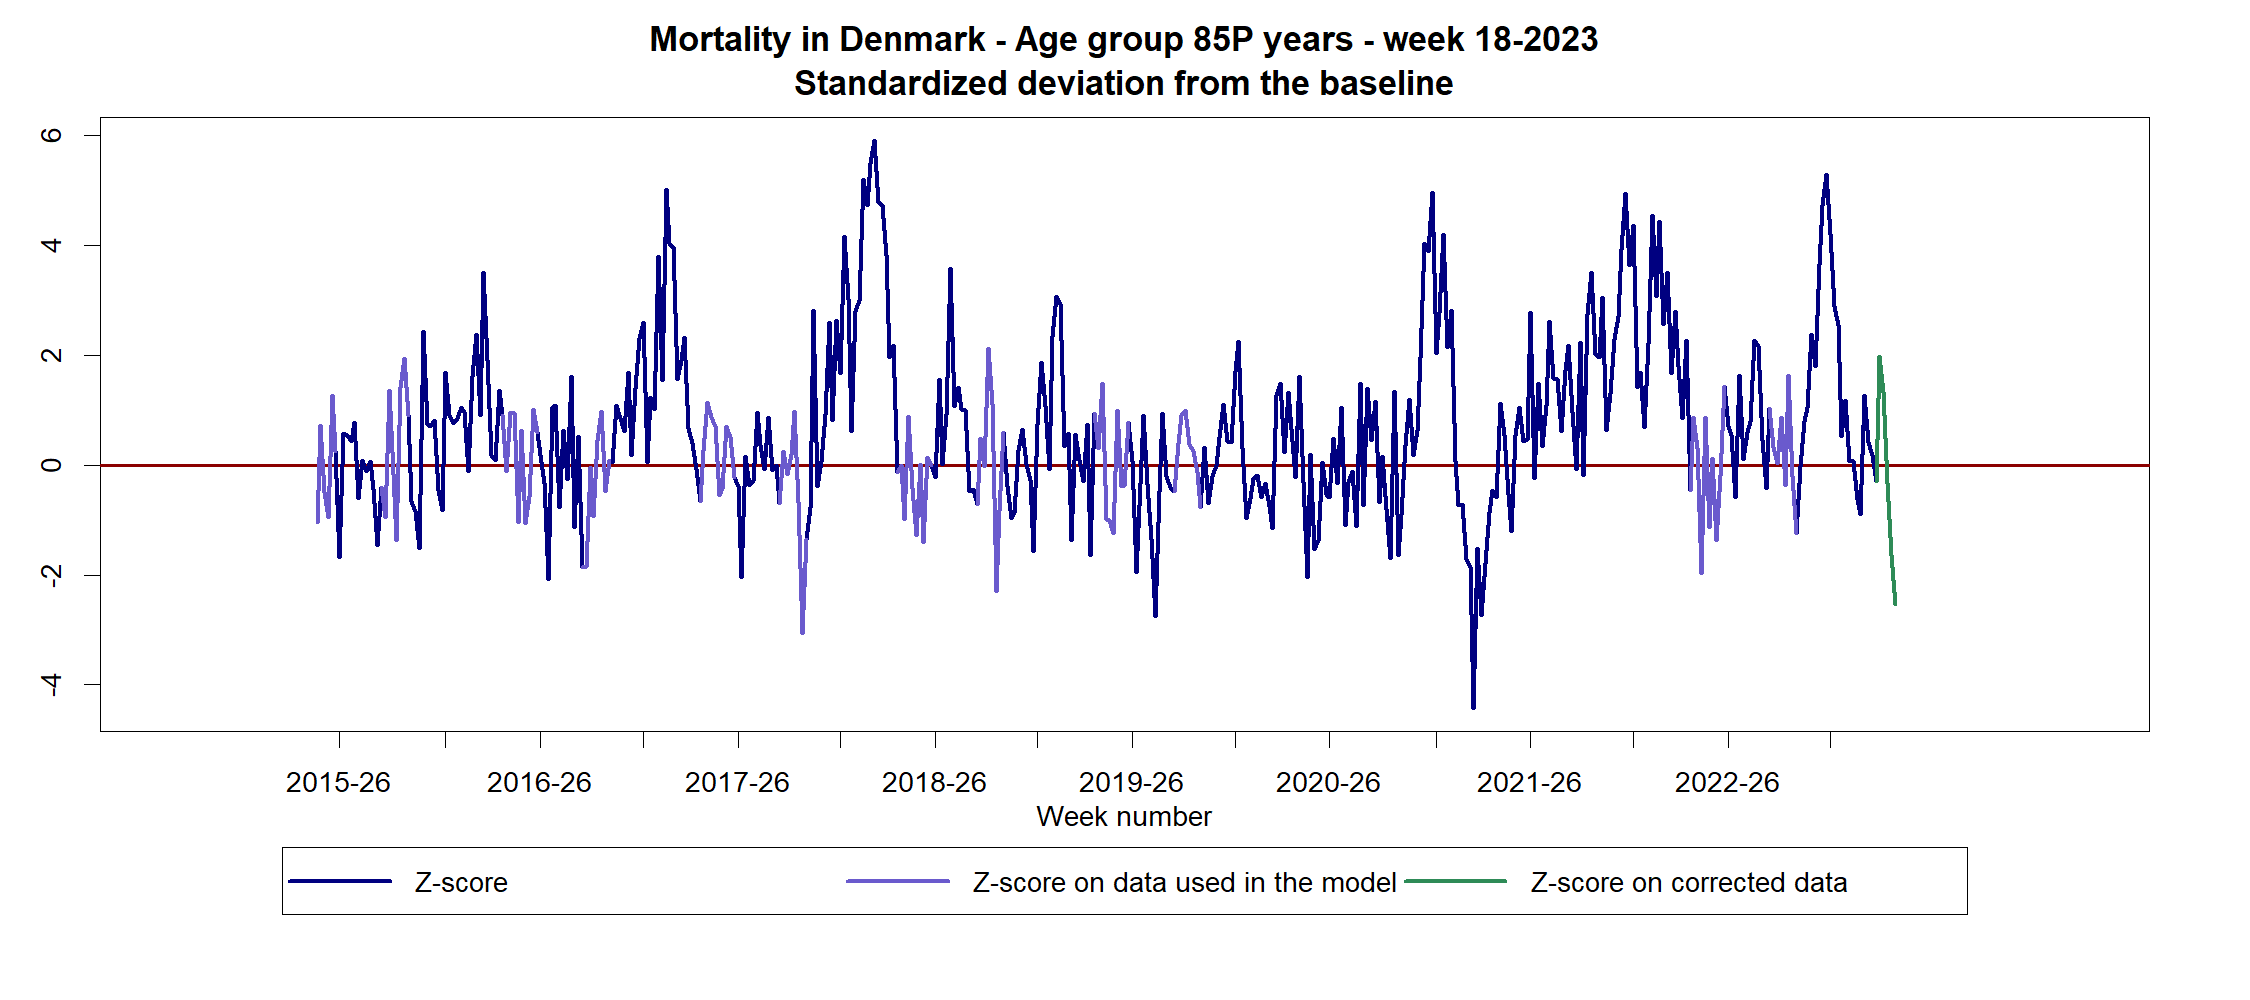 Mortality in Denmark - Age group 85P years - week 18-2023
Standardized deviation from the baseline
6
4
2
0
-2
-4
2015-26 2016-26 2017-26 2018-26 2019-26 2020-26 2021-26 2022-26
Week number
Z-score Z-score on data used in the model Z-score on corrected data